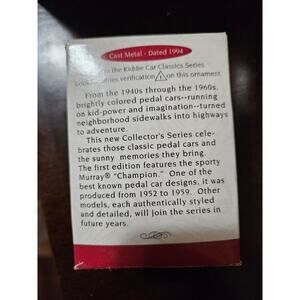 Cast Metal - Dated 1994
in the Kiddie Car Classics Series
series verification 1 on this ornament.
From the 1940s through the 1960s,
brightly colored pedal cars--running
on kid-power and imagination--turned
neighborhood sidewalks into highways
to adventure.
This new Collector's Series cele-
brates those classic pedal cars and
the sunny memories they bring.
The first edition features the sporty
Murray® "Champion." One of the
best known pedal car designs, it was
produced from 1952 to 1959. Other
models, each authentically styled
and detailed, will join the series in
future years.